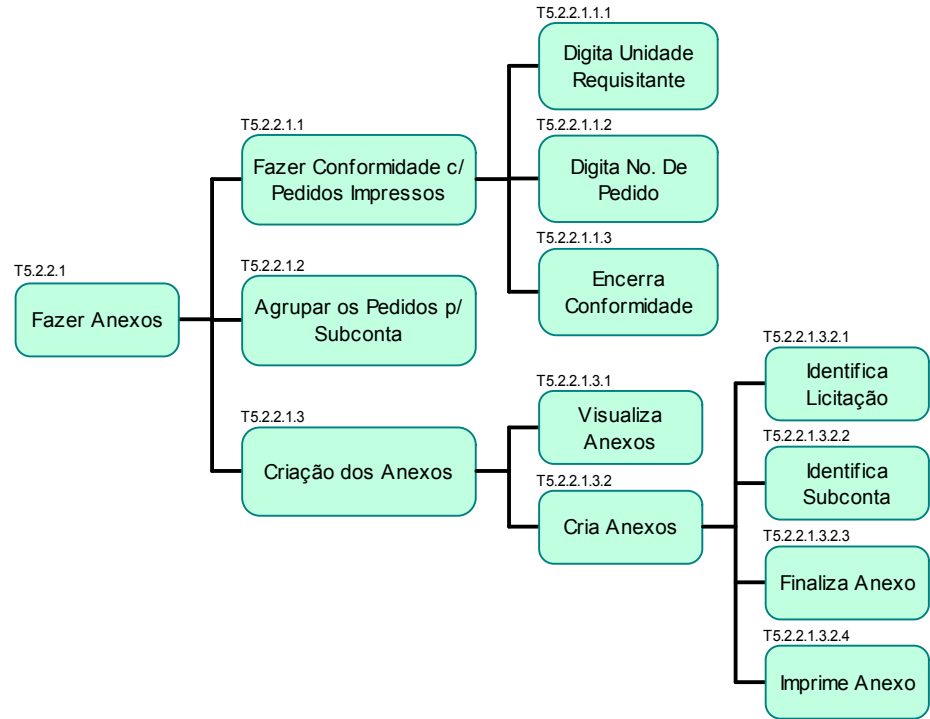 T5.2.2.1.1.1
Digita Unidade
Requisitante
T5.2.2.1.1
Fazer Conformidade c/
Pedidos Impressos
T5.2.2.1.1.2
Digita No. De
Pedido
T5.2.2.1.1.3
Encerra
Conformidade
T5.2.2.1
Fazer Anexos
T5.2.2.1.2
Agrupar os Pedidos p/
Subconta
T5.2.2.1.3
Criação dos Anexos
T5.2.2.1.3.1
Visualiza
Anexos
T5.2.2.1.3.2
Cria Anexos
T5.2.2.1.3.2.1
Identifica
Licitação
T5.2.2.1.3.2.2
Identifica
Subconta
T5.2.2.1.3.2.3
Finaliza Anexo
T5.2.2.1.3.2.4
Imprime Anexo